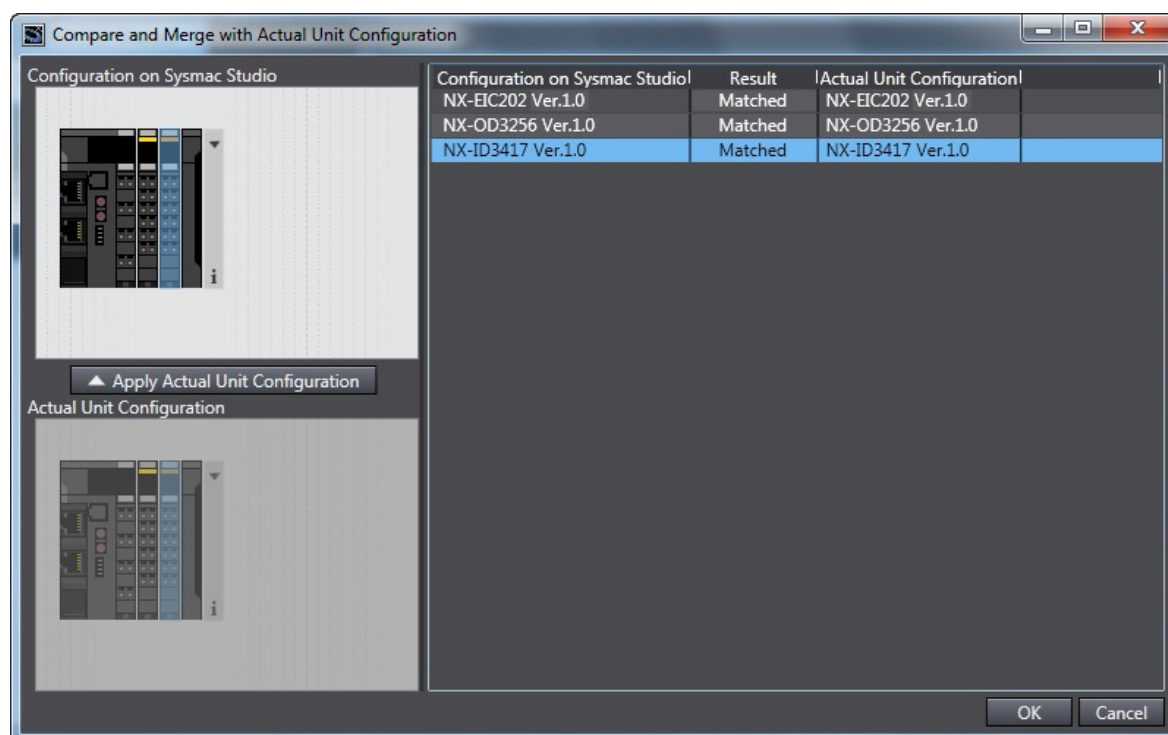 Compare and Merge with Actual Unit Configuration
Configuration on Sysmac Studio
Apply Actual Unit Configuration
Actual Unit Configuration
Configuration on Sysmac Studio Result Actual Unit Configuration
NX-EIC202 Ver.1.0 Matched NX-EIC202 Ver.1.0
NX-OD3256 Ver.1.0 Matched NX-OD3256 Ver.1.0
NX-ID3417 Ver.1.0 Matched NX-ID3417 Ver.1.0
OK Cancel